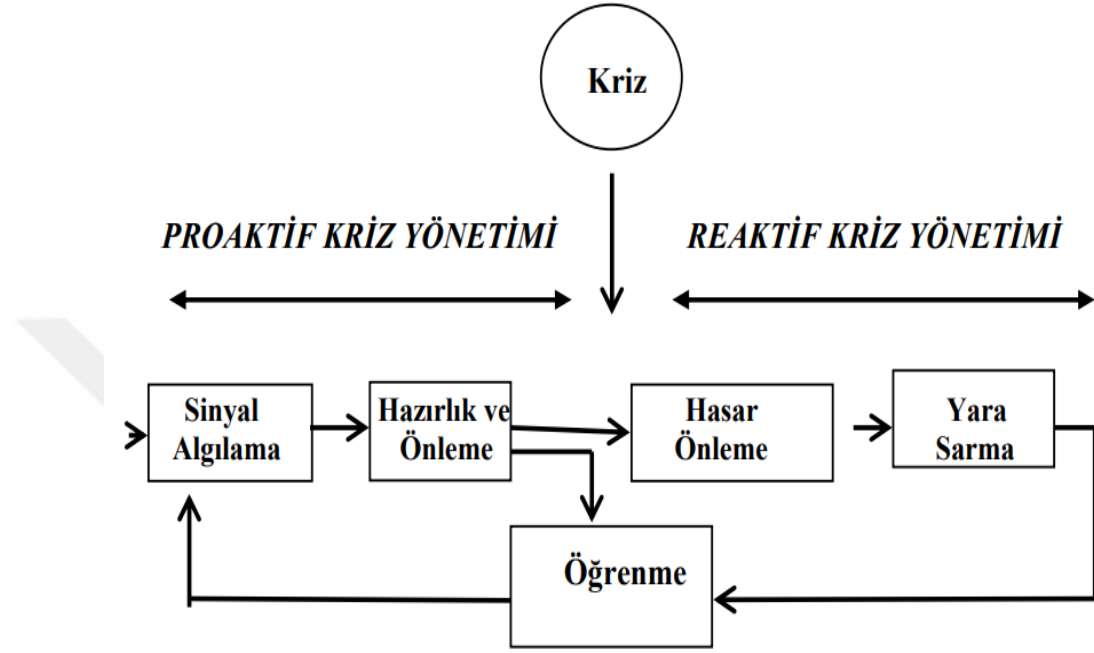 Kriz
PROAKTİF KRİZ YÖNETİMİ
REAKTİF KRİZ YÖNETİMİ
Sinyal
Algılama
Hazırlık ve
Önleme
Hasar
Önleme
Yara
Sarma
Öğrenme